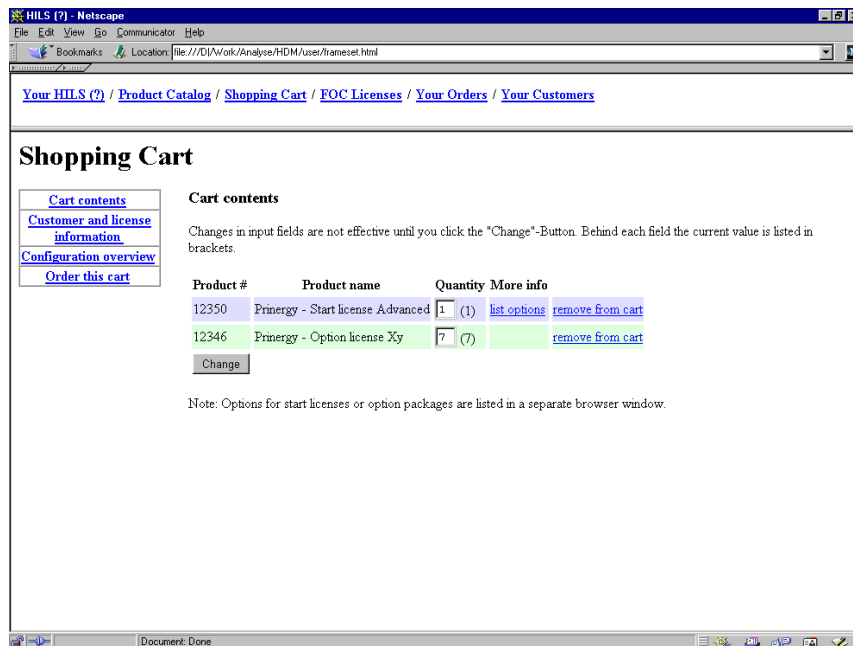 HILS (?) - Netscape
File Edit View Go Communicator Help
Bookmarks Location: file:///D|/Work/Analyse/HDM/user/frameset.html
Your HILS (?) / Product Catalog / Shopping Cart / FOC Licenses / Your Orders / Your Customers
Shopping Cart
Cart contents
Customer and license
information
Configuration overview
Order this cart
Cart contents
Changes in input fields are not effective until you click the "Change"-Button. Behind each field the current value is listed in
brackets.
Product # Product name Quantity More info
12350 Prinergy - Start license Advanced 1 (1) list options remove from cart
12346 Prinergy - Option license Xy 7 (7) remove from cart
Change
Note: Options for start licenses or option packages are listed in a separate browser window.
Document: Done